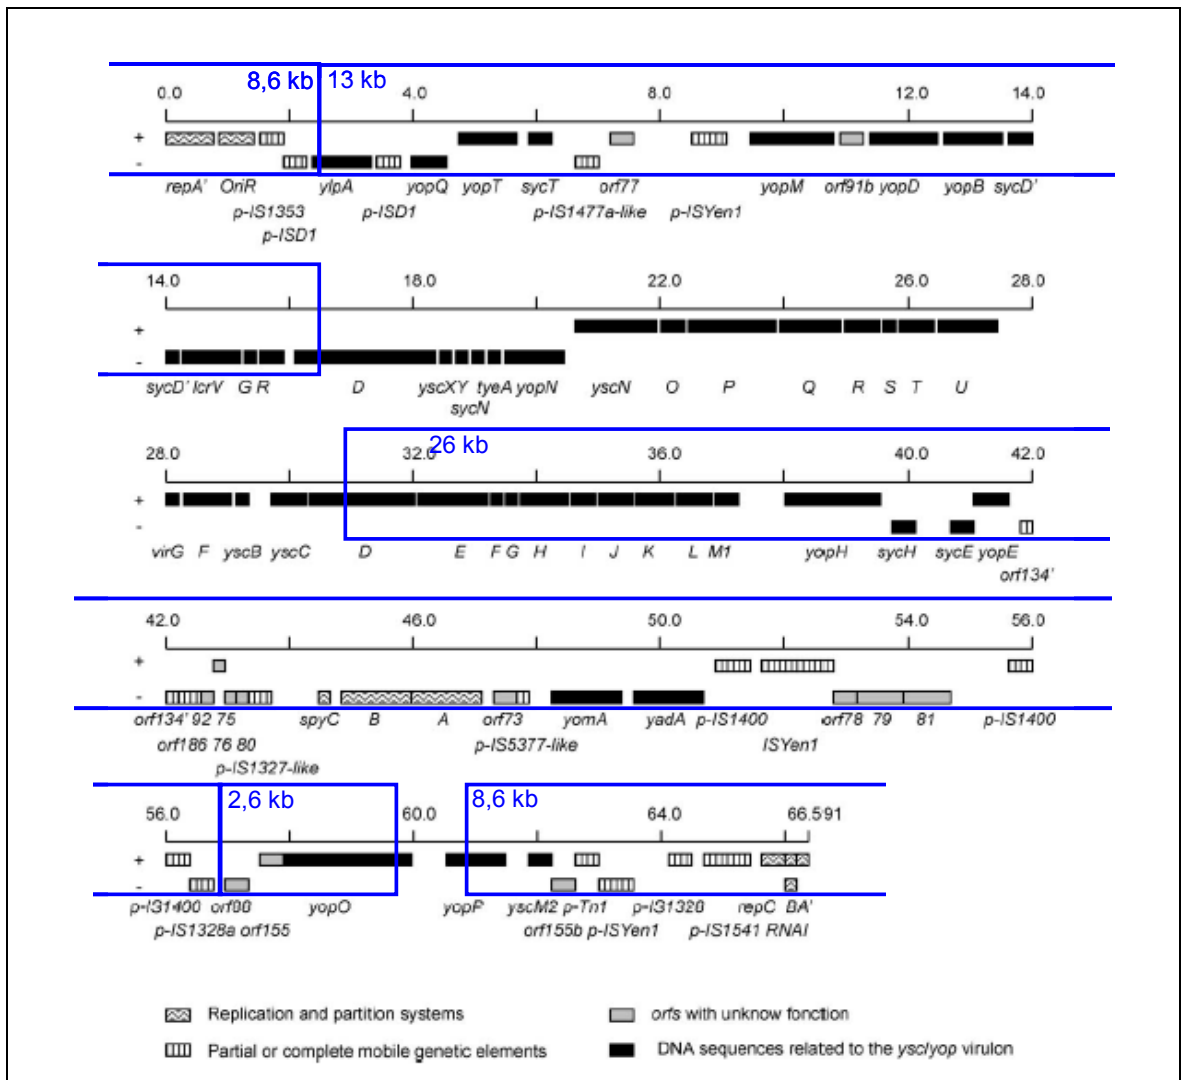 8,6 kb 13 kb
0.0 4.0 8.0 12.0 14.0
+
-
repA' OriR ylpA yopQ yopT sycT orf77 yopM orf91b yopD yopB sycD'
p-IS1353 p-ISD1 p-IS1477a-like p-ISYen1
p-ISD1
14.0 18.0 22.0 26.0 28.0
+
-
sycD' lcrV G R D yscXY tyeA yopN yscN O P Q R S T U
sycN
26 kb
28.0 32.0 36.0 40.0 42.0
+
-
virG F yscB yscC D E F G H I J K L M1 yopH sycH sycE yopE
orf134'
42.0 46.0 50.0 54.0 56.0
+
-
orf134' 92 75 spyC B A orf73 yomA yadA p-IS1400 orf78 79 81 p-IS1400
orf186 76 80 p-IS5377-like ISYen1
p-IS1327-like
2,6 kb 8,6 kb
56.0 60.0 64.0 66.591
+
-
p-IS1400 orf88 yopO yopP yscM2 p-Tn1 p-IS1328 repC BA'
p-IS1328a orf155 orf155b p-ISYen1 p-IS1541 RNAI
Replication and partition systems orfs with unknow fonction
Partial or complete mobile genetic elements DNA sequences related to the ysc/yop virulon